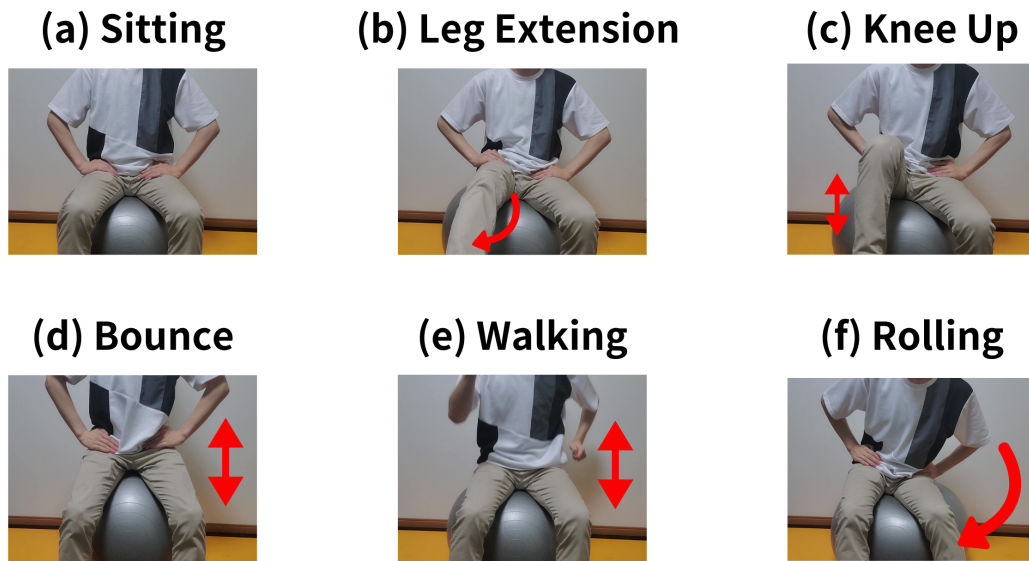 (a) Sitting
(b) Leg Extension
(c) Knee Up
(d) Bounce
(e) Walking
(f) Rolling